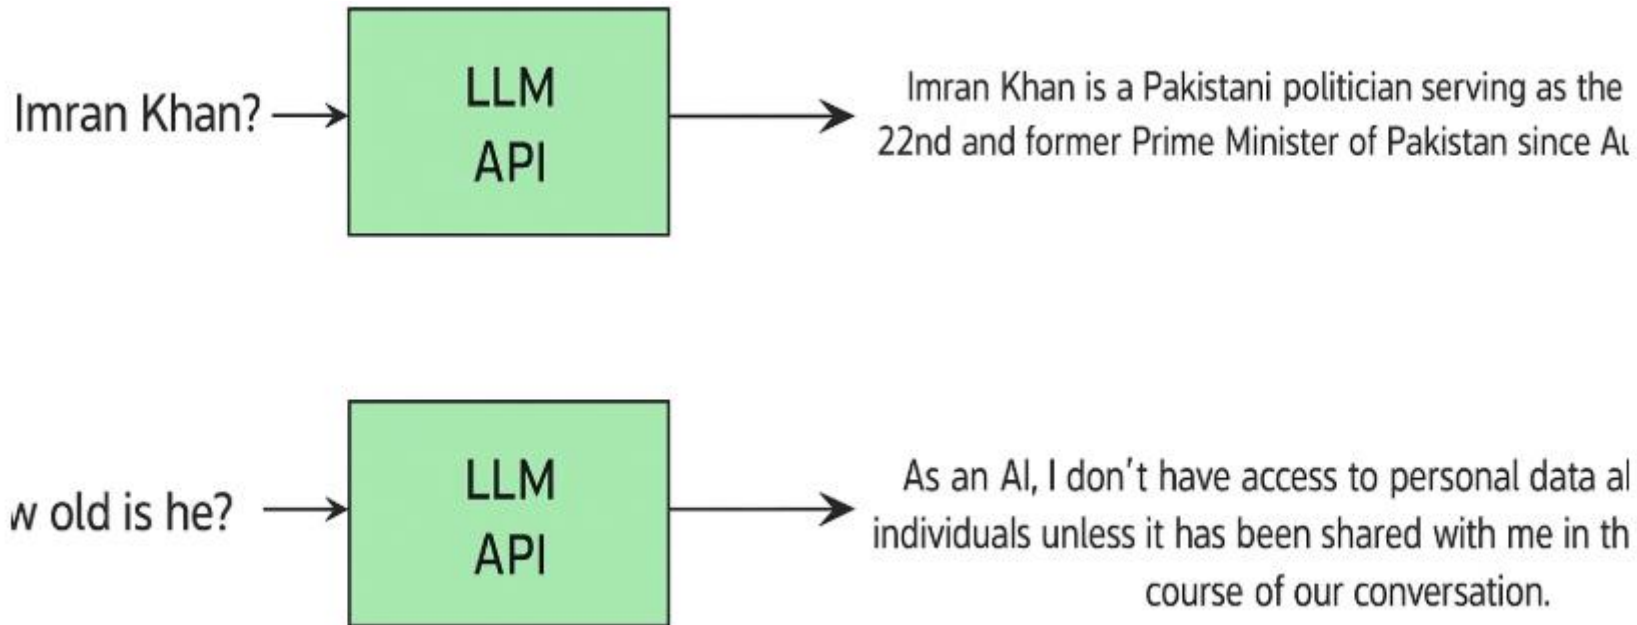 Imran Khan?
LLM
API
Imran Khan is a Pakistani politician serving as the
22nd and former Prime Minister of Pakistan since
old is he?
LLM
API
As an AI, I don't have access to personal data
individuals unless it has been shared with me in
course of our conversation.